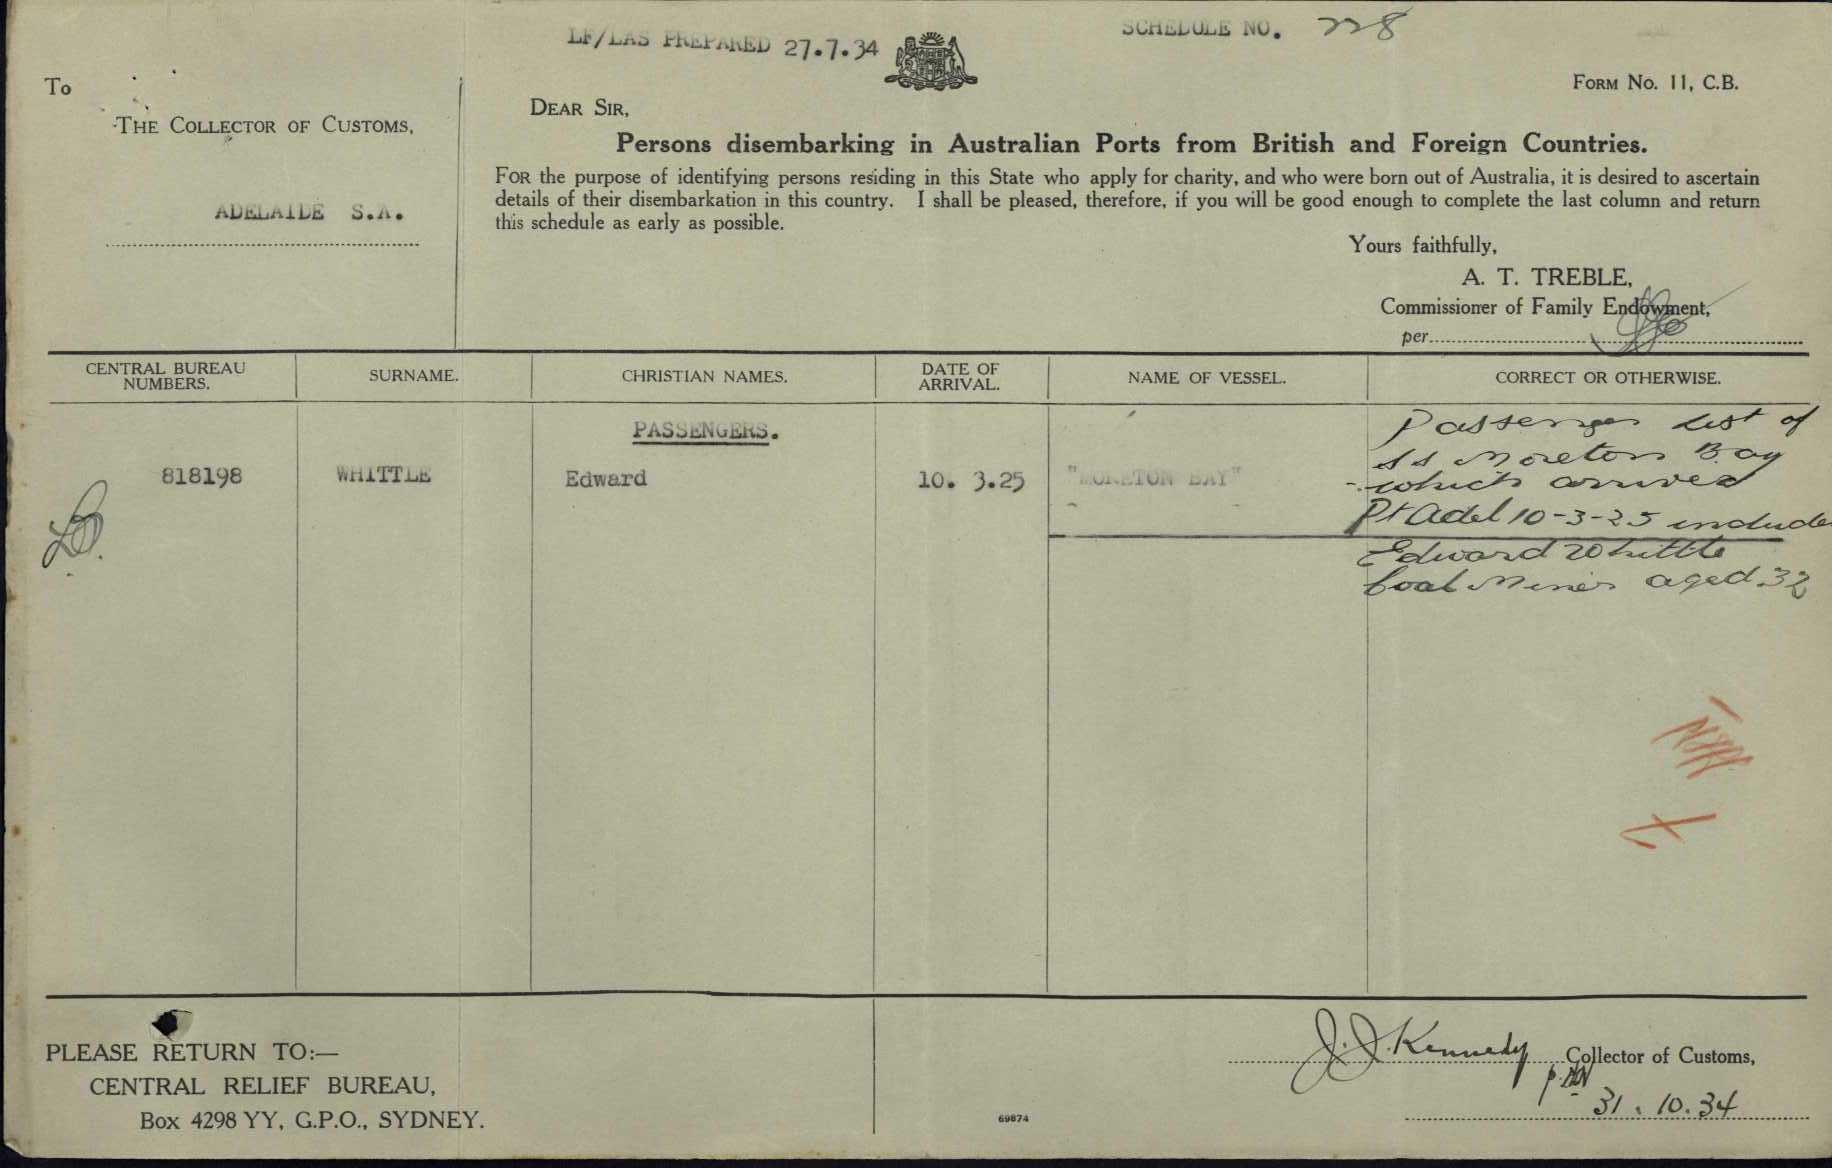 LF/LAS PREPARED 27.7.34
SCHEDULE NO. 228
FORM No. 11, C.B.
To
THE COLLECTOR OF CUSTOMS,
ADELAIDE S.A.
DEAR SIR,
Persons disembarking in Australian Ports from British and Foreign Countries.
FOR the purpose of identifying persons residing in this State who apply for charity, and who were born out of Australia, it is desired to ascertain
details of their disembarkation in this country. I shall be pleased, therefore, if you will be good enough to complete the last column and return
this schedule as early as possible.
Yours faithfully,
A. T. TREBLE,
Commissioner of Family Endowment,
per
CENTRAL BUREAU NUMBERS. SURNAME. CHRISTIAN NAMES. DATE OF ARRIVAL. NAME OF VESSEL. CORRECT OR OTHERWISE.
PASSENGERS.
818198 WHITTLE Edward 10. 3.25 "MORETON BAY"
Passenger List of
SS Moreton Bay
which arrived
Pt Adel 10-3-25 include
Edward Whittle
Coal Miner aged 32
PLEASE RETURN TO:—
CENTRAL RELIEF BUREAU,
Box 4298 YY, G.P.O., SYDNEY.
69874
J. J. Kennedy Collector of Customs,
31.10.34